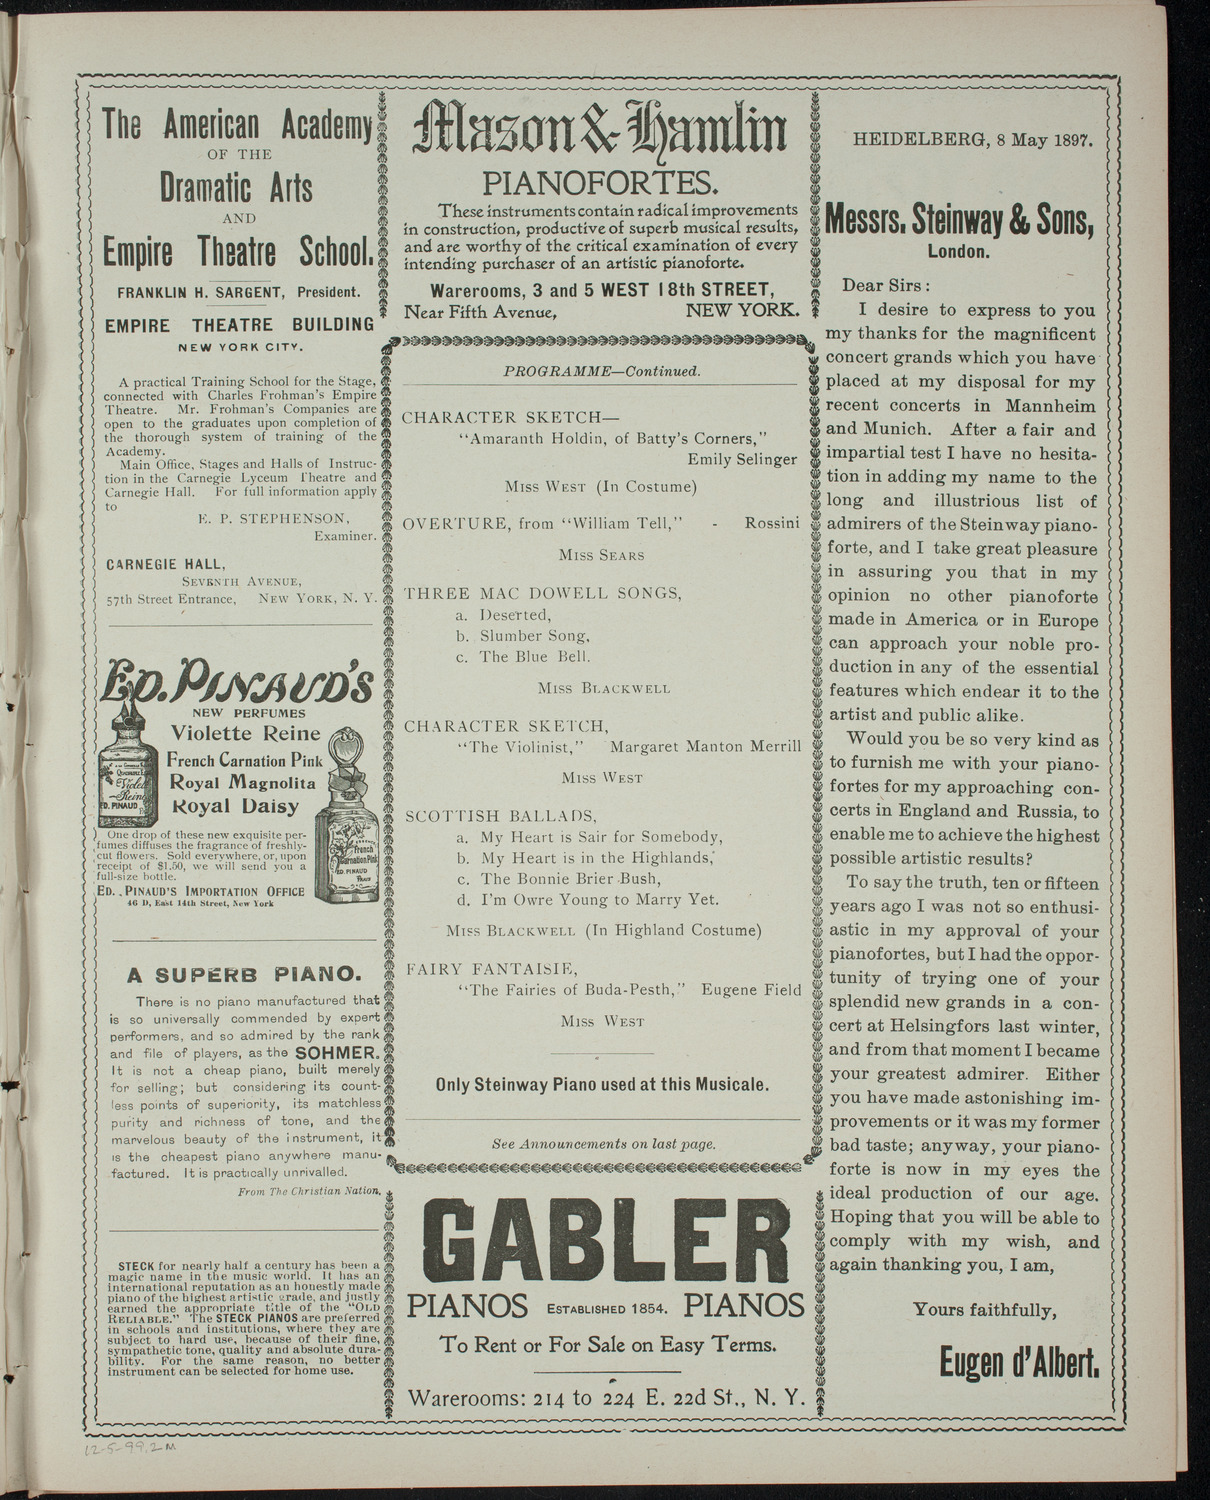 The American Academy
OF THE
Dramatic Arts
AND
Empire Theatre School.
FRANKLIN H. SARGENT, President.
EMPIRE THEATRE BUILDING
NEW YORK CITY.
A practical Training School for the Stage,
connected with Charles Frohman's Empire
Theatre. Mr. Frohman's Companies are
open to the graduates upon completion of
the thorough system of training of the
Academy.
Main Office, Stages and Halls of Instruc-
tion in the Carnegie Lyceum Theatre and
Carnegie Hall. For full information apply
to
E. P. STEPHENSON,
Examiner.
CARNEGIE HALL,
SEVENTH AVENUE,
57th Street Entrance, NEW YORK, N. Y.
ED. PINAUD'S
NEW PERFUMES
Violette Reine
French Carnation Pink
Royal Magnolita
Royal Daisy
One drop of these new exquisite per-
fumes diffuses the fragrance of freshly-
cut flowers. Sold everywhere, or, upon
receipt of $1.50, we will send you a
full-size bottle.
ED. PINAUD'S IMPORTATION OFFICE
46 D, East 14th Street, New York
A SUPERB PIANO.
There is no piano manufactured that
is so universally commended by expert
performers, and so admired by the rank
and file of players, as the SOHMER.
It is not a cheap piano, built merely
for selling; but considering its count-
less points of superiority, its matchless
purity and richness of tone, and the
marvelous beauty of the instrument, it
is the cheapest piano anywhere manu-
factured. It is practically unrivalled.
From The Christian Nation,
STECK for nearly half a century has been a
magic name in the music world. It has an
international reputation as an honestly made
piano of the highest artistic grade, and justly
earned the appropriate title of the "OLD
RELIABLE." The STECK PIANOS are preferred
in schools and institutions, where they are
subject to hard use, because of their fine,
sympathetic tone, quality and absolute dura-
bility. For the same reason, no better
instrument can be selected for home use.
Mason & Hamlin
PIANOFORTES.
These instruments contain radical improvements
in construction, productive of superb musical results,
and are worthy of the critical examination of every
intending purchaser of an artistic pianoforte.
Warerooms, 3 and 5 WEST 18th STREET,
Near Fifth Avenue, NEW YORK.
PROGRAMME—Continued.
CHARACTER SKETCH—
"Amaranth Holdin, of Batty's Corners,"
Emily Selinger
MISS WEST (In Costume)
OVERTURE, from "William Tell," - Rossini
MISS SEARS
THREE MAC DOWELL SONGS,
a. Deserted,
b. Slumber Song,
c. The Blue Bell.
MISS BLACKWELL
CHARACTER SKETCH,
"The Violinist," Margaret Manton Merrill
MISS WEST
SCOTTISH BALLADS,
a. My Heart is Sair for Somebody,
b. My Heart is in the Highlands,
c. The Bonnie Brier Bush,
d. I'm Owre Young to Marry Yet.
MISS BLACKWELL (In Highland Costume)
FAIRY FANTAISIE,
"The Fairies of Buda-Pesth," Eugene Field
MISS WEST
Only Steinway Piano used at this Musicale.
See Announcements on last page.
GABLER
PIANOS ESTABLISHED 1854. PIANOS
To Rent or For Sale on Easy Terms.
Warerooms: 214 to 224 E. 22d St., N. Y.
HEIDELBERG, 8 May 1897.
Messrs. Steinway & Sons,
London.
Dear Sirs:
I desire to express to you
my thanks for the magnificent
concert grands which you have
placed at my disposal for my
recent concerts in Mannheim
and Munich. After a fair and
impartial test I have no hesita-
tion in adding my name to the
long and illustrious list of
admirers of the Steinway piano-
forte, and I take great pleasure
in assuring you that in my
opinion no other pianoforte
made in America or in Europe
can approach your noble pro-
duction in any of the essential
features which endear it to the
artist and public alike.
Would you be so very kind as
to furnish me with your piano-
fortes for my approaching con-
certs in England and Russia, to
enable me to achieve the highest
possible artistic results?
To say the truth, ten or fifteen
years ago I was not so enthusi-
astic in my approval of your
pianofortes, but I had the oppor-
tunity of trying one of your
splendid new grands in a con-
cert at Helsingfors last winter,
and from that moment I became
your greatest admirer. Either
you have made astonishing im-
provements or it was my former
bad taste; anyway, your piano-
forte is now in my eyes the
ideal production of our age.
Hoping that you will be able to
comply with my wish, and
again thanking you, I am,
Yours faithfully,
Eugen d'Albert.
12-5-99.2M